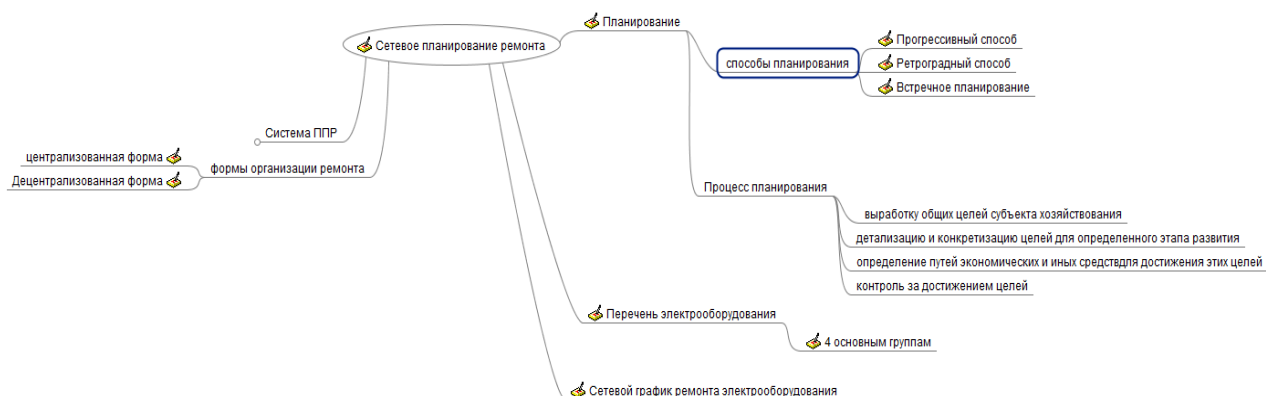 Сетевое планирование ремонта
Планирование
способы планирования
Прогрессивный способ
Ретроградный способ
Встречное планирование
Процесс планирования
выработку общих целей субъекта хозяйствования
детализацию и конкретизацию целей для определенного этапа развития
определение путей экономических и иных средствдля достижения этих целей
контроль за достижением целей
Перечень электрооборудования
4 основным группам
Сетевой график ремонта электрооборудования
Система ППР
формы организации ремонта
централизованная форма
Децентрализованная форма